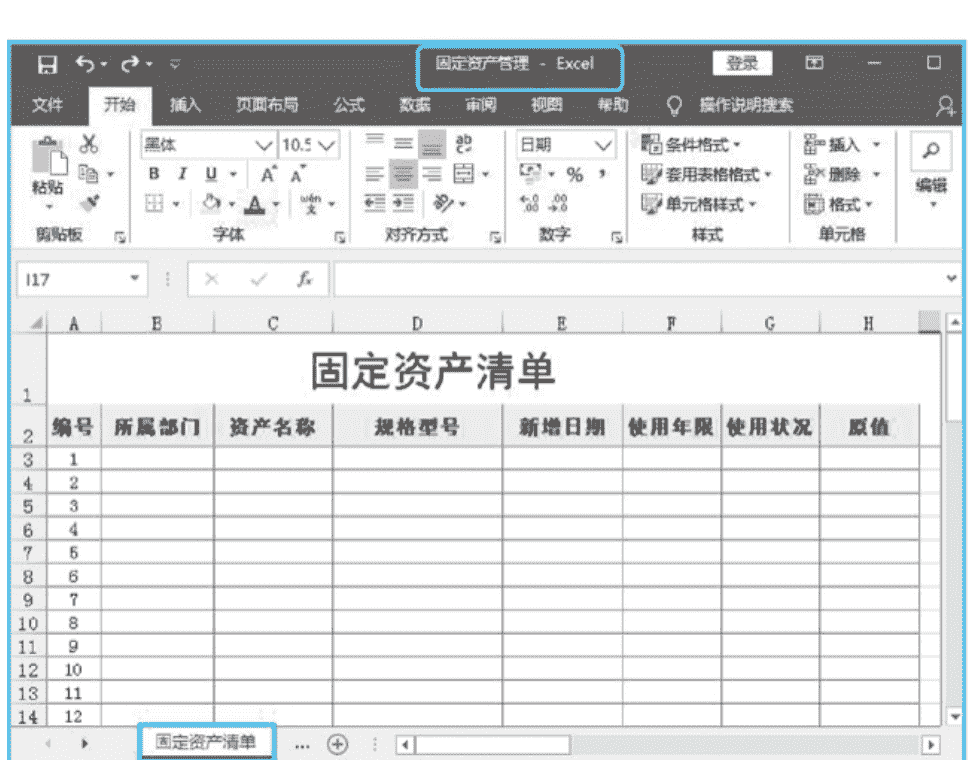 固定资产管理 - Excel 登录
文件 开始 插入 页面布局 公式 数据 审阅 视图 帮助 操作说明搜索
黑体 10.5 ab 日期 条件格式 插入
粘贴 B I U A A % , 套用表格格式 删除 编辑
A wén 文 .00 .00 单元格样式 格式
剪贴板 字体 对齐方式 数字 样式 单元格
I17 fx
A B C D E F G H
1 固定资产清单
2 编号 所属部门 资产名称 规格型号 新增日期 使用年限 使用状况 原值
3 1
4 2
5 3
6 4
7 5
8 6
9 7
10 8
11 9
12 10
13 11
14 12
固定资产清单 ...